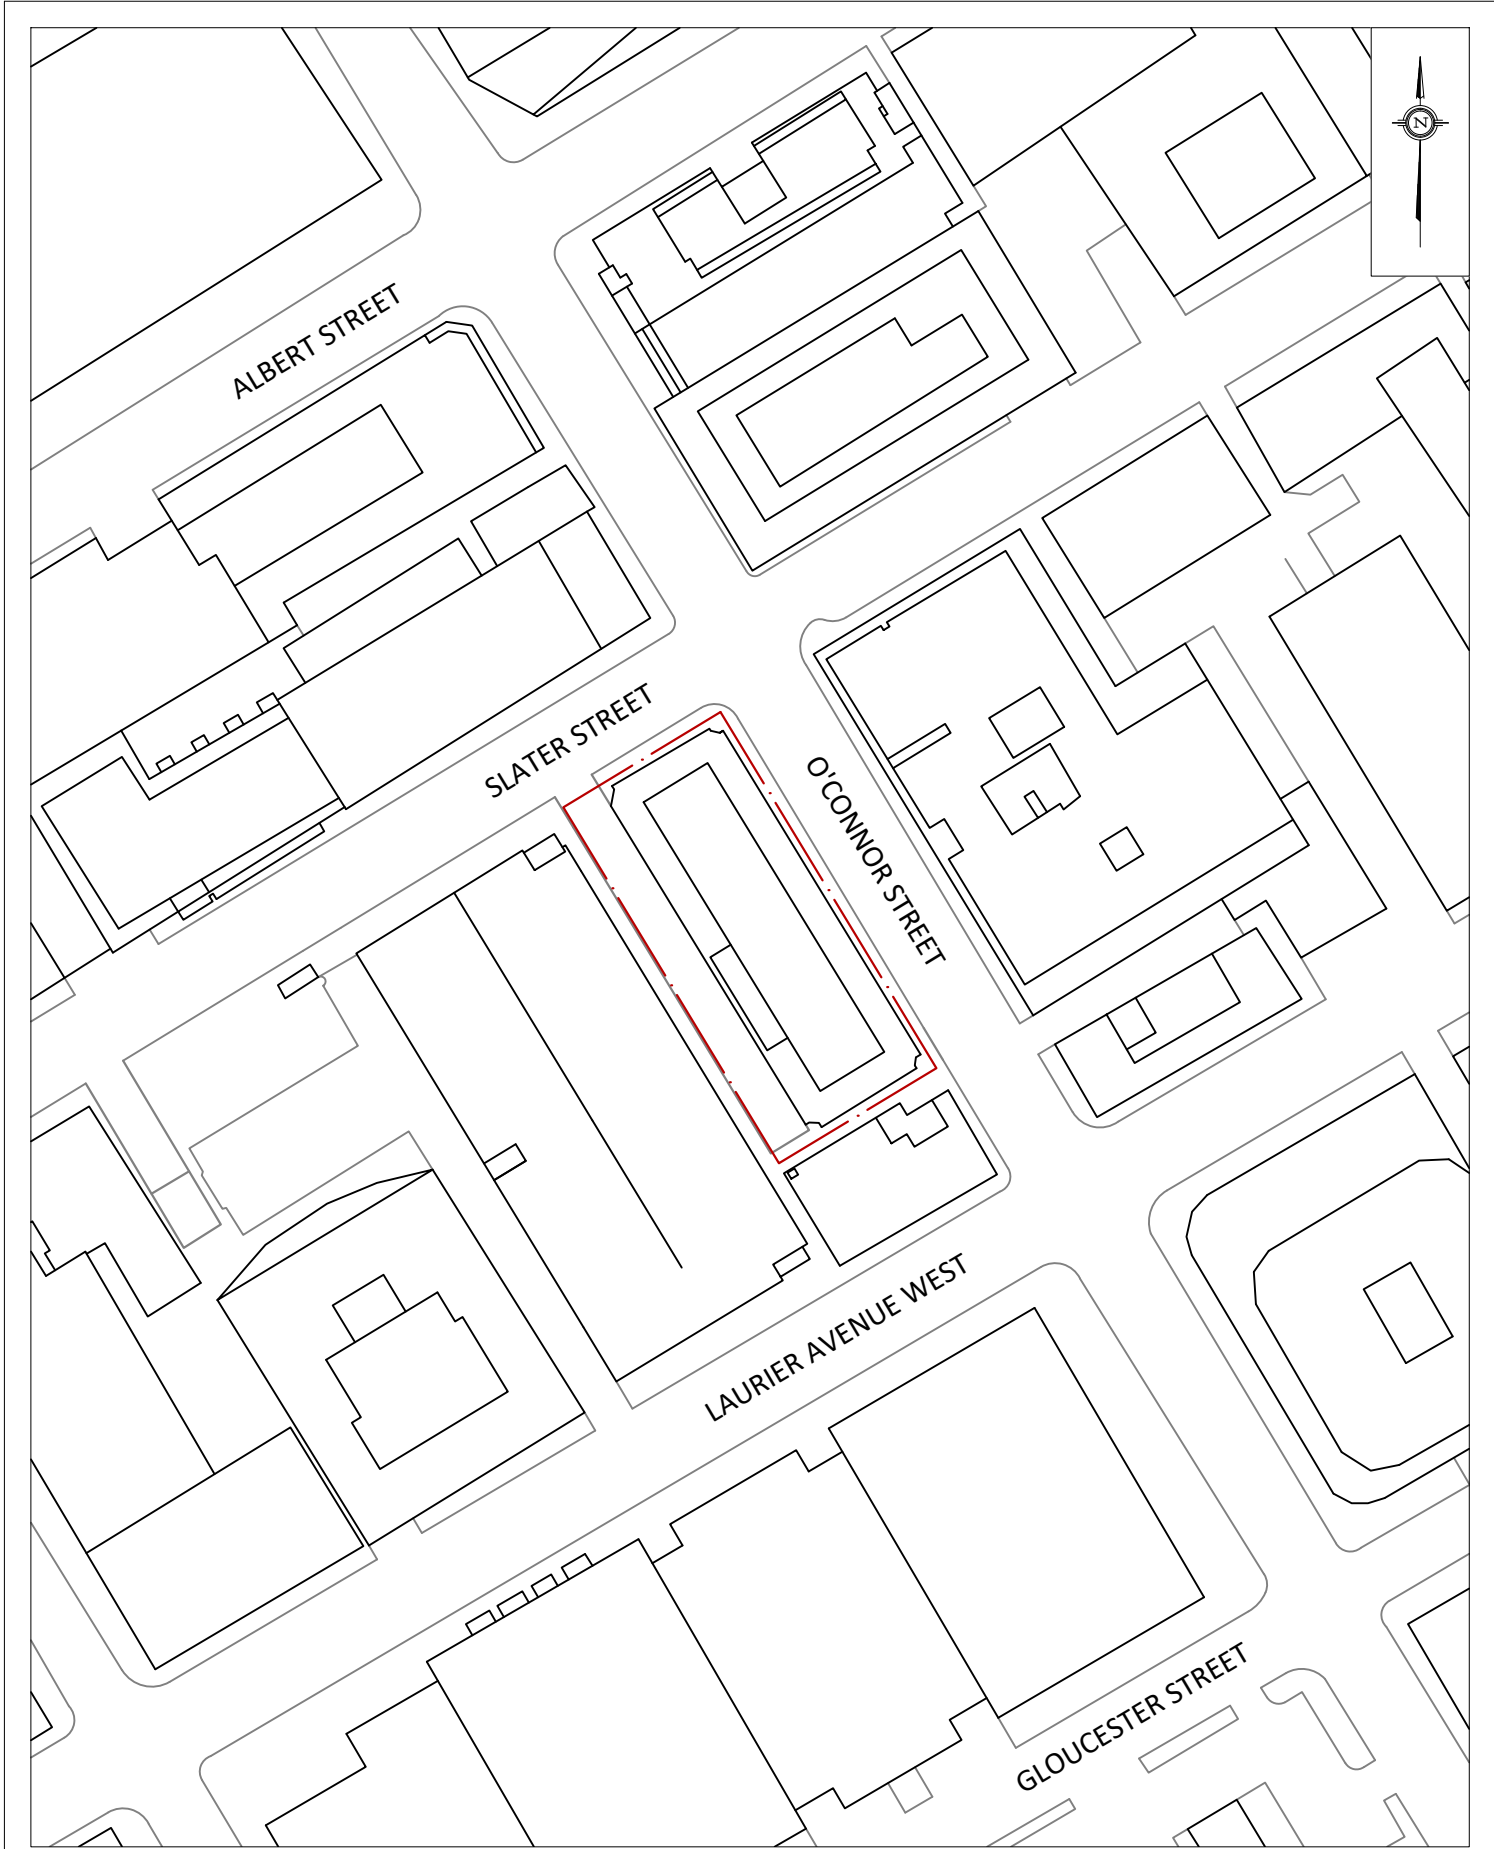 N
ALBERT STREET
SLATER STREET
O'CONNOR STREET
LAURIER AVENUE WEST
GLOUCESTER STREET